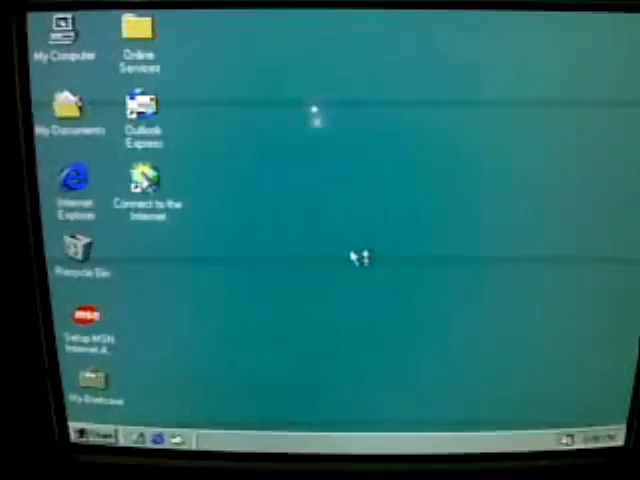 My Computer
Online
Services
My Documents
Outlook
Express
Internet
Explorer
Connect to the
Internet
Recycle Bin
msn
Setup MSN
Internet A...
My Briefcase
Start